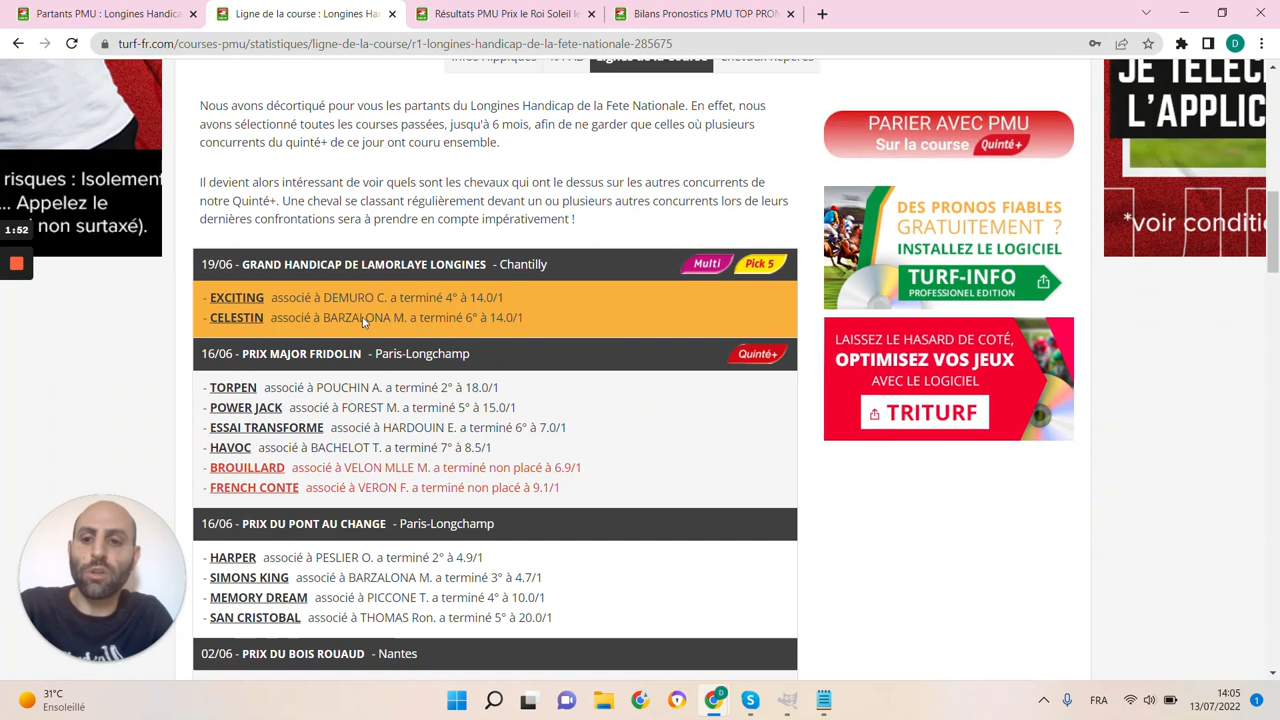 Partants PMU : Longines Handica
Ligne de la course : Longines Ha
Résultats PMU Prix le Roi Soleil le
Bilans Pronostics PMU TOP PRON
turf-fr.com/courses-pmu/statistiques/ligne-de-la-course/r1-longines-handicap-de-la-fete-nationale-285675
Nous avons décortiqué pour vous les partants du Longines Handicap de la Fete Nationale. En effet, nous
avons sélectionné toutes les courses passées, jusqu'à 6 mois, afin de ne garder que celles où plusieurs
concurrents du quinté+ de ce jour ont couru ensemble.
Il devient alors intéressant de voir quels sont les chevaux qui ont le dessus sur les autres concurrents de
notre Quinté+. Une cheval se classant régulièrement devant un ou plusieurs autres concurrents lors de leurs
dernières confrontations sera à prendre en compte impérativement !
risques : Isolement
... Appelez le
non surtaxé).
1:52
19/06 - GRAND HANDICAP DE LAMORLAYE LONGINES - Chantilly
Multi Pick 5
- EXCITING associé à DEMURO C. a terminé 4° à 14.0/1
- CELESTIN associé à BARZALONA M. a terminé 6° à 14.0/1
16/06 - PRIX MAJOR FRIDOLIN - Paris-Longchamp
Quinté+
- TORPEN associé à POUCHIN A. a terminé 2° à 18.0/1
- POWER JACK associé à FOREST M. a terminé 5° à 15.0/1
- ESSAI TRANSFORME associé à HARDOUIN E. a terminé 6° à 7.0/1
- HAVOC associé à BACHELOT T. a terminé 7° à 8.5/1
- BROUILLARD associé à VELON MLLE M. a terminé non placé à 6.9/1
- FRENCH CONTE associé à VERON F. a terminé non placé à 9.1/1
16/06 - PRIX DU PONT AU CHANGE - Paris-Longchamp
- HARPER associé à PESLIER O. a terminé 2° à 4.9/1
- SIMONS KING associé à BARZALONA M. a terminé 3° à 4.7/1
- MEMORY DREAM associé à PICCONE T. a terminé 4° à 10.0/1
- SAN CRISTOBAL associé à THOMAS Ron. a terminé 5° à 20.0/1
02/06 - PRIX DU BOIS ROUAUD - Nantes
PARIER AVEC PMU
Sur la course Quinté+
DES PRONOS FIABLES
GRATUITEMENT ?
INSTALLEZ LE LOGICIEL
TURF-INFO
PROFESSIONEL EDITION
LAISSEZ LE HASARD DE COTÉ,
OPTIMISEZ VOS JEUX
AVEC LE LOGICIEL
TRITURF
JE TÉLÉC
L'APPLIC
*voir conditi
31°C
Ensoleillé
FRA
14:05
13/07/2022
1